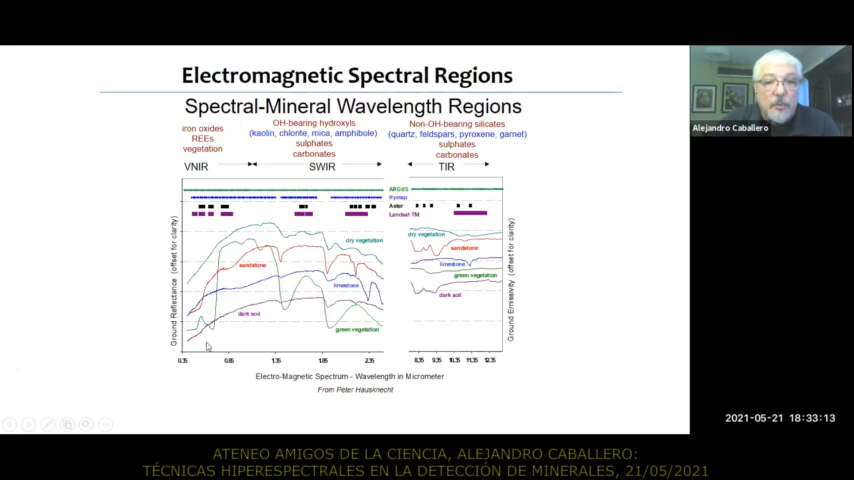 Electromagnetic Spectral Regions
Spectral-Mineral Wavelength Regions
iron oxides
REEs
vegetation
OH-bearing hydroxyls
(kaolin, chlorite, mica, amphibole)
sulphates
carbonates
Non-OH-bearing silicates
(quartz, feldspars, pyroxene, garnet)
sulphates
carbonates
VNIR
SWIR
TIR
ARGUS
Hymap
Aster
Landsat TM
Ground Reflectance (offset for clarity)
dry vegetation
sandstone
limestone
dark soil
green vegetation
dry vegetation
sandstone
limestone
green vegetation
dark soil
Ground Emissivity (offset for clarity)
0.35 0.85 1.35 1.85 2.35
8.35 9.35 10.35 11.35 12.35
Electro-Magnetic Spectrum - Wavelength in Micrometer
From Peter Hausknecht
Alejandro Caballero
2021-05-21 18:33:13
ATENEO AMIGOS DE LA CIENCIA, ALEJANDRO CABALLERO:
TÉCNICAS HIPERESPECTRALES EN LA DETECCIÓN DE MINERALES, 21/05/2021